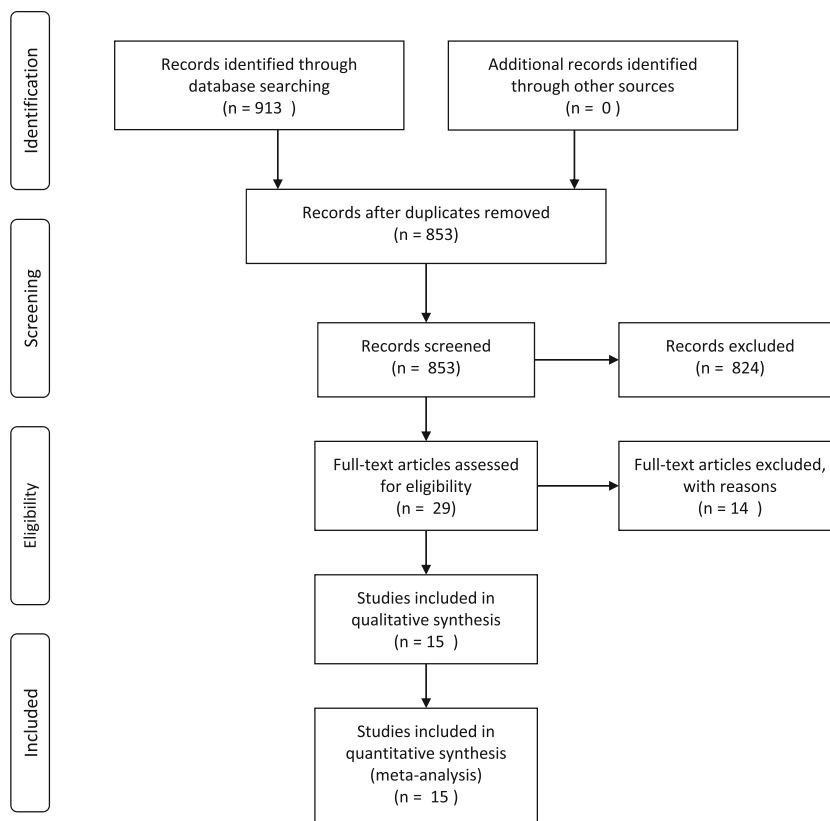 Identification
Records identified through
database searching
(n = 913 )
Additional records identified
through other sources
(n = 0 )
Records after duplicates removed
(n = 853)
Screening
Records screened
(n = 853)
Records excluded
(n = 824)
Eligibility
Full-text articles assessed
for eligibility
(n = 29)
Full-text articles excluded,
with reasons
(n = 14 )
Studies included in
qualitative synthesis
(n = 15 )
Included
Studies included in
quantitative synthesis
(meta-analysis)
(n = 15 )